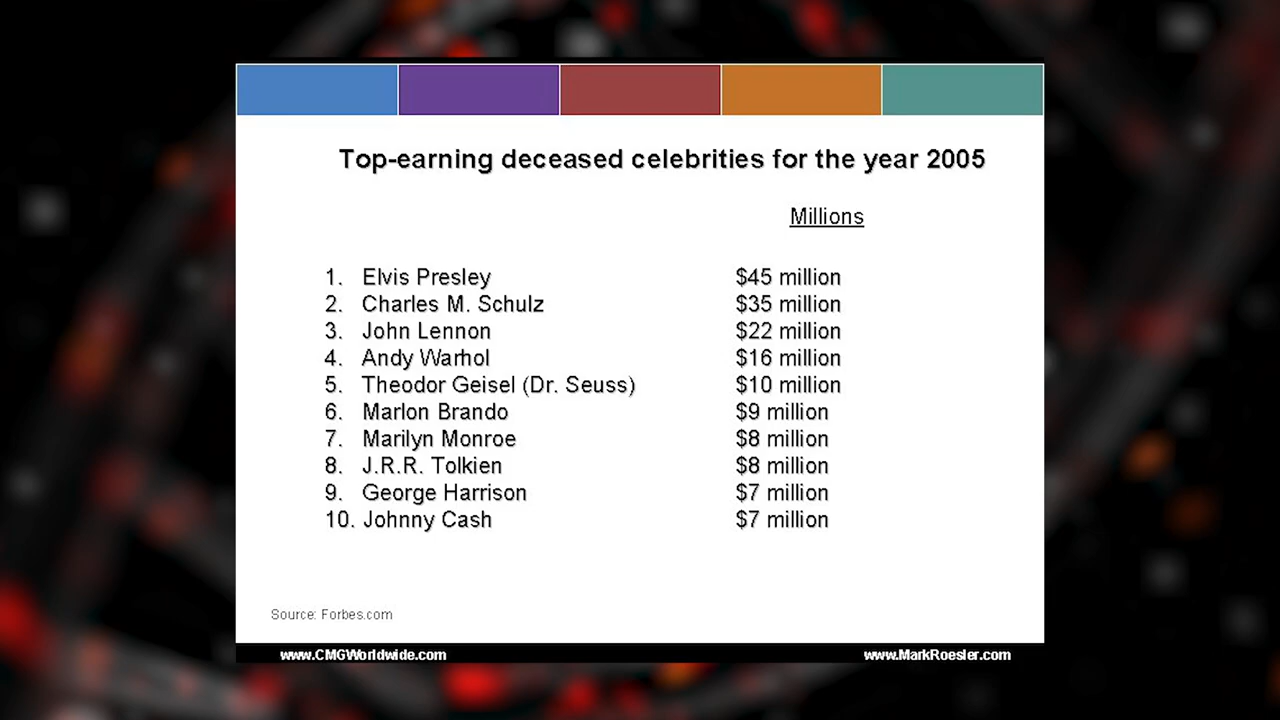 Top-earning deceased celebrities for the year 2005
Millions
1. Elvis Presley $45 million
2. Charles M. Schulz $35 million
3. John Lennon $22 million
4. Andy Warhol $16 million
5. Theodor Geisel (Dr. Seuss) $10 million
6. Marlon Brando $9 million
7. Marilyn Monroe $8 million
8. J.R.R. Tolkien $8 million
9. George Harrison $7 million
10. Johnny Cash $7 million
Source: Forbes.com
www.CMGWorldwide.com www.MarkRoesler.com